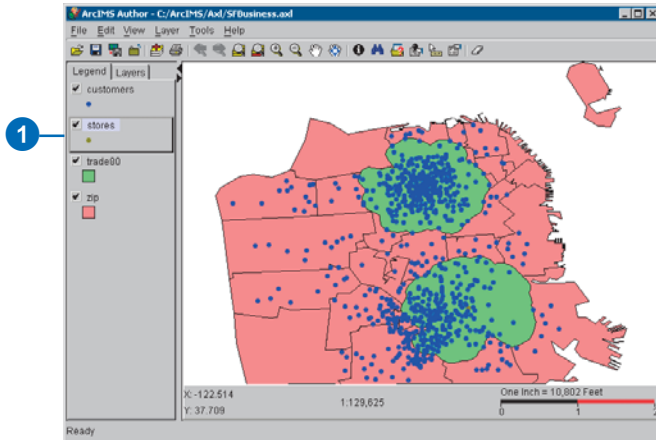 ArcIMS Author - C:/ArcIMS/Axl/SFBusiness.axl
File Edit View Layer Tools Help
Legend Layers
customers
1
stores
trade80
zip
X: -122.514
Y: 37.709
1:129,625
One Inch = 10,802 Feet
0 1 2
Ready